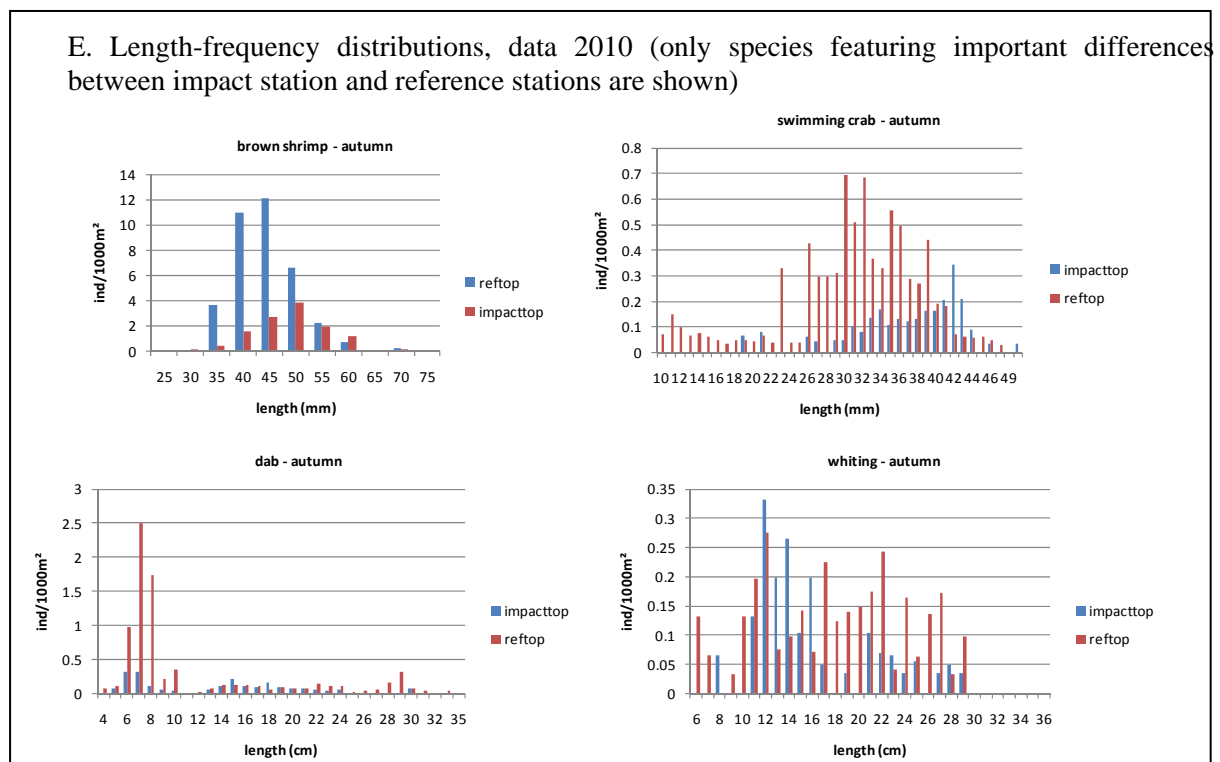 E. Length-frequency distributions, data 2010 (only species featuring important differences
between impact station and reference stations are shown)
brown shrimp - autumn
14
12
10
8
6
4
2
0
ind/1000m²
25 30 35 40 45 50 55 60 65 70 75
length (mm)
reftop
impacttop
swimming crab - autumn
0.8
0.7
0.6
0.5
0.4
0.3
0.2
0.1
0
ind/1000m²
10 12 14 16 18 20 22 24 26 28 30 32 34 36 38 40 42 44 46 49
length (mm)
impacttop
reftop
dab - autumn
3
2.5
2
1.5
1
0.5
0
ind/1000m²
4 6 8 10 12 14 16 18 20 22 24 26 28 30 32 35
length (cm)
impacttop
reftop
whiting - autumn
0.35
0.3
0.25
0.2
0.15
0.1
0.05
0
ind/1000m²
6 8 10 12 14 16 18 20 22 24 26 28 30 32 34 36
length (cm)
impacttop
reftop